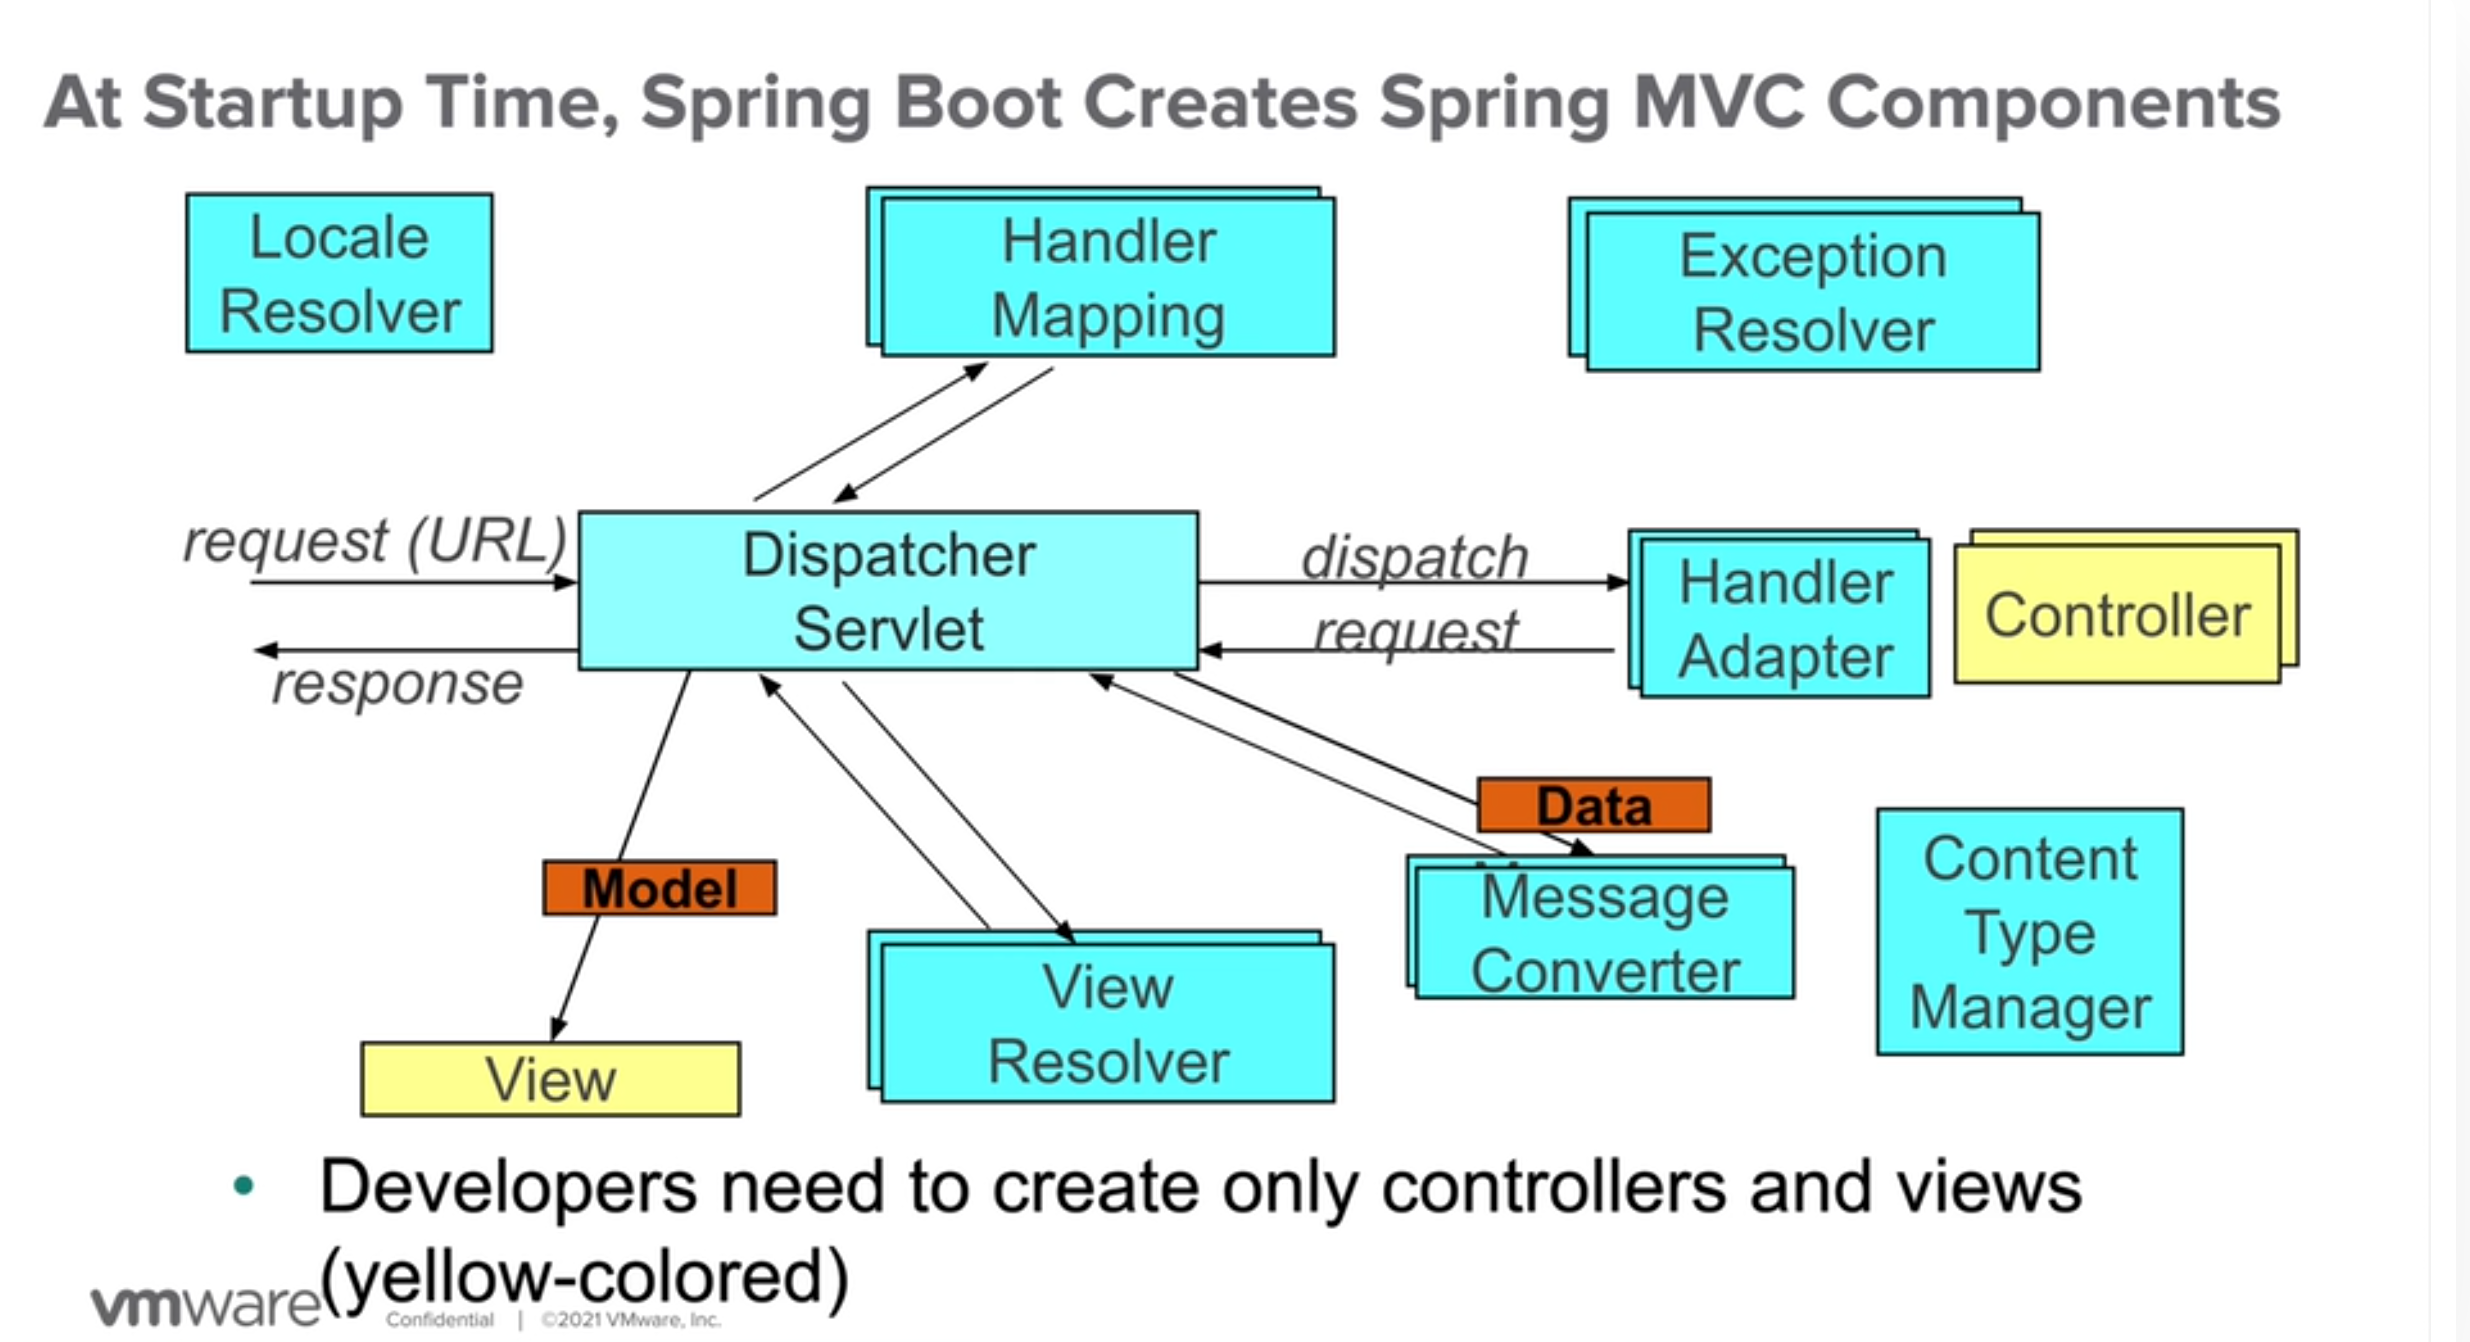 At Startup Time, Spring Boot Creates Spring MVC Components
Locale
Resolver
Handler
Mapping
Exception
Resolver
request (URL)
response
Dispatcher
Servlet
dispatch
request
Handler
Adapter
Controller
Model
View
View
Resolver
Data
Message
Converter
Content
Type
Manager
• Developers need to create only controllers and views
(yellow-colored)
vmware
Confidential | ©2021 VMware, Inc.